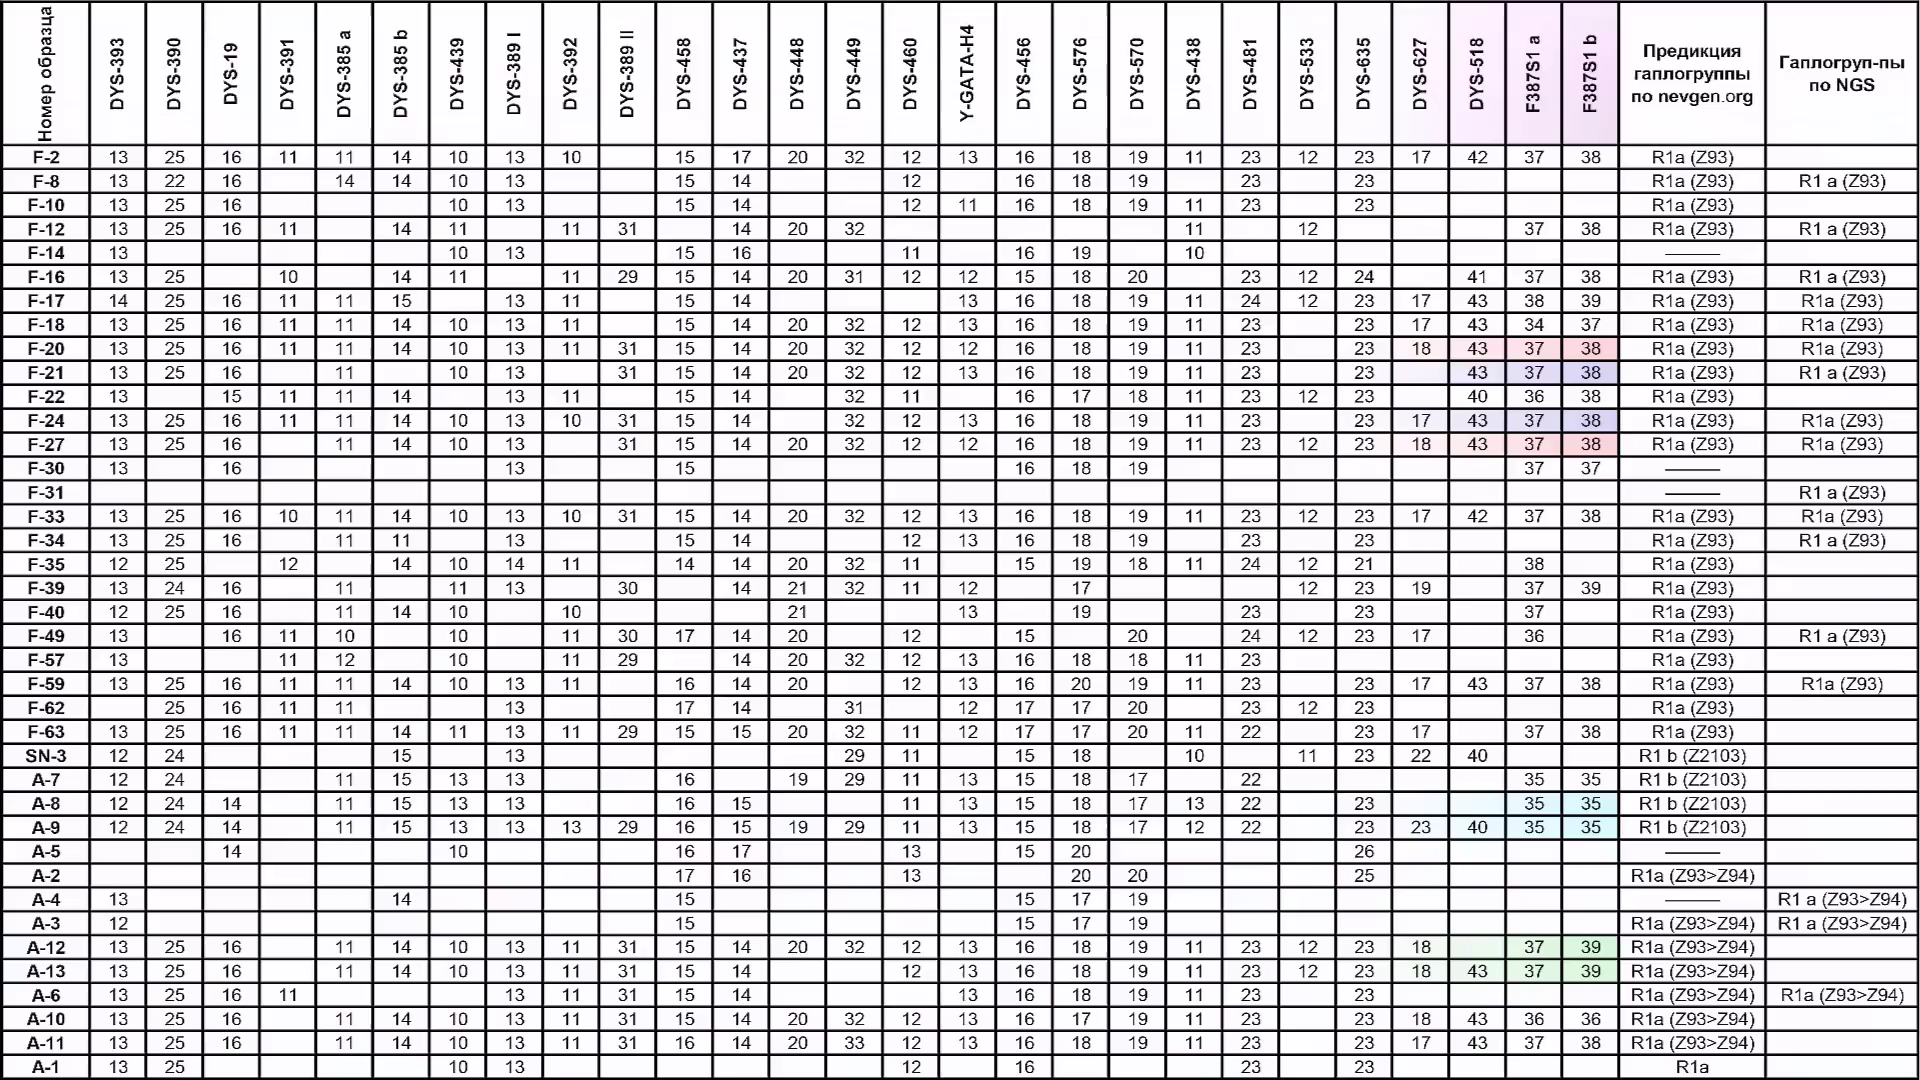 Номер образца DYS-393 DYS-390 DYS-19 DYS-391 DYS-385 a DYS-385 b DYS-439 DYS-389 I DYS-392 DYS-389 II DYS-458 DYS-437 DYS-448 DYS-449 DYS-460 Y-GATA-H4 DYS-456 DYS-576 DYS-570 DYS-438 DYS-481 DYS-533 DYS-635 DYS-627 DYS-518 F387S1 a F387S1 b Предикция гаплогруппы по nevgen.org Гаплогруп-пы по NGS
F-2 13 25 16 11 11 14 10 13 10 15 17 20 32 12 13 16 18 19 11 23 12 23 17 42 37 38 R1a (Z93)
F-8 13 22 16 14 14 10 13 15 14 12 16 18 19 23 23 R1a (Z93) R1 a (Z93)
F-10 13 25 16 10 13 15 14 12 11 16 18 19 11 23 23 R1a (Z93)
F-12 13 25 16 11 14 11 11 31 14 20 32 11 12 37 38 R1a (Z93) R1 a (Z93)
F-14 13 10 13 15 16 11 16 19 10 ———
F-16 13 25 10 14 11 11 29 15 14 20 31 12 12 15 18 20 23 12 24 41 37 38 R1a (Z93) R1 a (Z93)
F-17 14 25 16 11 11 15 13 11 15 14 13 16 18 19 11 24 12 23 17 43 38 39 R1a (Z93) R1a (Z93)
F-18 13 25 16 11 11 14 10 13 11 15 14 20 32 12 13 16 18 19 11 23 23 17 43 34 37 R1a (Z93) R1a (Z93)
F-20 13 25 16 11 11 14 10 13 11 31 15 14 20 32 12 12 16 18 19 11 23 23 18 43 37 38 R1a (Z93) R1a (Z93)
F-21 13 25 16 11 10 13 31 15 14 20 32 12 13 16 18 19 11 23 23 43 37 38 R1a (Z93) R1 a (Z93)
F-22 13 15 11 11 14 13 11 15 14 32 11 16 17 18 11 23 12 23 40 36 38 R1a (Z93)
F-24 13 25 16 11 11 14 10 13 10 31 15 14 32 12 13 16 18 19 11 23 23 17 43 37 38 R1a (Z93) R1a (Z93)
F-27 13 25 16 11 14 10 13 31 15 14 20 32 12 12 16 18 19 11 23 12 23 18 43 37 38 R1a (Z93) R1a (Z93)
F-30 13 16 13 15 16 18 19 37 37 ———
F-31 ——— R1 a (Z93)
F-33 13 25 16 10 11 14 10 13 10 31 15 14 20 32 12 13 16 18 19 11 23 12 23 17 42 37 38 R1a (Z93) R1a (Z93)
F-34 13 25 16 11 11 13 15 14 12 13 16 18 19 23 23 R1a (Z93) R1 a (Z93)
F-35 12 25 12 14 10 14 11 14 14 20 32 11 15 19 18 11 24 12 21 38 R1a (Z93)
F-39 13 24 16 11 11 13 30 14 21 32 11 12 17 12 23 19 37 39 R1a (Z93)
F-40 12 25 16 11 14 10 10 21 13 19 23 23 37 R1a (Z93)
F-49 13 16 11 10 10 11 30 17 14 20 12 15 20 24 12 23 17 36 R1a (Z93) R1 a (Z93)
F-57 13 11 12 10 11 29 14 20 32 12 13 16 18 18 11 23 R1a (Z93)
F-59 13 25 16 11 11 14 10 13 11 16 14 20 12 13 16 20 19 11 23 23 17 43 37 38 R1a (Z93) R1a (Z93)
F-62 25 16 11 11 13 17 14 31 12 17 17 20 23 12 23 R1a (Z93)
F-63 13 25 16 11 11 14 11 13 11 29 15 15 20 32 11 12 17 17 20 11 22 23 17 37 38 R1a (Z93)
SN-3 12 24 15 13 29 11 15 18 10 11 23 22 40 R1 b (Z2103)
A-7 12 24 11 15 13 13 16 19 29 11 13 15 18 17 22 35 35 R1 b (Z2103)
A-8 12 24 14 11 15 13 13 16 15 11 13 15 18 17 13 22 23 35 35 R1 b (Z2103)
A-9 12 24 14 11 15 13 13 13 29 16 15 19 29 11 13 15 18 17 12 22 23 23 40 35 35 R1 b (Z2103)
A-5 14 10 16 17 13 15 20 26 ———
A-2 17 16 13 20 20 25 R1a (Z93>Z94)
A-4 13 14 15 15 17 19 ——— R1 a (Z93>Z94)
A-3 12 15 15 17 19 R1a (Z93>Z94) R1 a (Z93>Z94)
A-12 13 25 16 11 14 10 13 11 31 15 14 20 32 12 13 16 18 19 11 23 12 23 18 37 39 R1a (Z93>Z94)
A-13 13 25 16 11 14 10 13 11 31 15 14 12 13 16 18 19 11 23 12 23 18 43 37 39 R1a (Z93>Z94)
A-6 13 25 16 11 13 11 31 15 14 13 16 18 19 11 23 23 R1a (Z93>Z94) R1a (Z93>Z94)
A-10 13 25 16 11 14 10 13 11 31 15 14 20 32 12 13 16 17 19 11 23 23 18 43 36 36 R1a (Z93>Z94)
A-11 13 25 16 11 14 10 13 11 31 16 14 20 33 12 13 16 18 19 11 23 23 17 43 37 38 R1a (Z93>Z94)
A-1 13 25 10 13 12 16 23 23 R1a